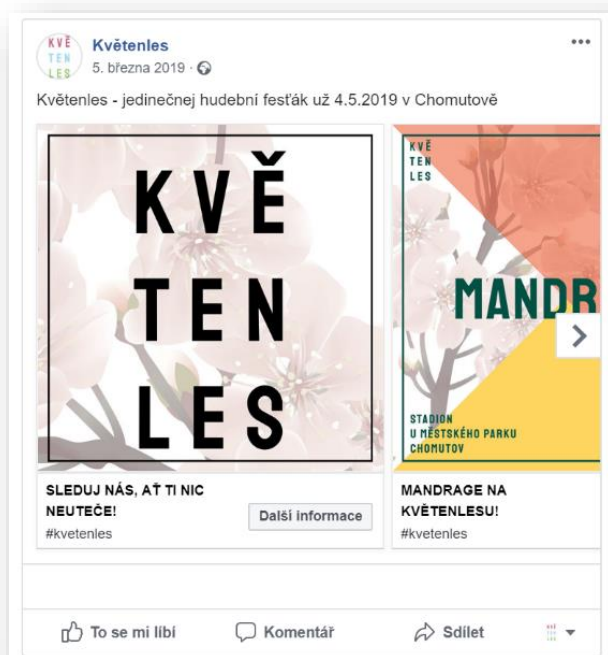 KVĚ
TEN
LES
Květenles
5. března 2019 ·
Květenles - jedinečnej hudební fesťák už 4.5.2019 v Chomutově
KVĚ
TEN
LES
SLEDUJ NÁS, AŤ TI NIC
NEUTEČE!
#kvetenles
Další informace
KVĚ
TEN
LES
MANDR
STADION
U MĚSTSKÉHO PARKU
CHOMUTOV
MANDRAGE NA
KVĚTENLESU!
#kvetenles
To se mi líbí
Komentář
Sdílet